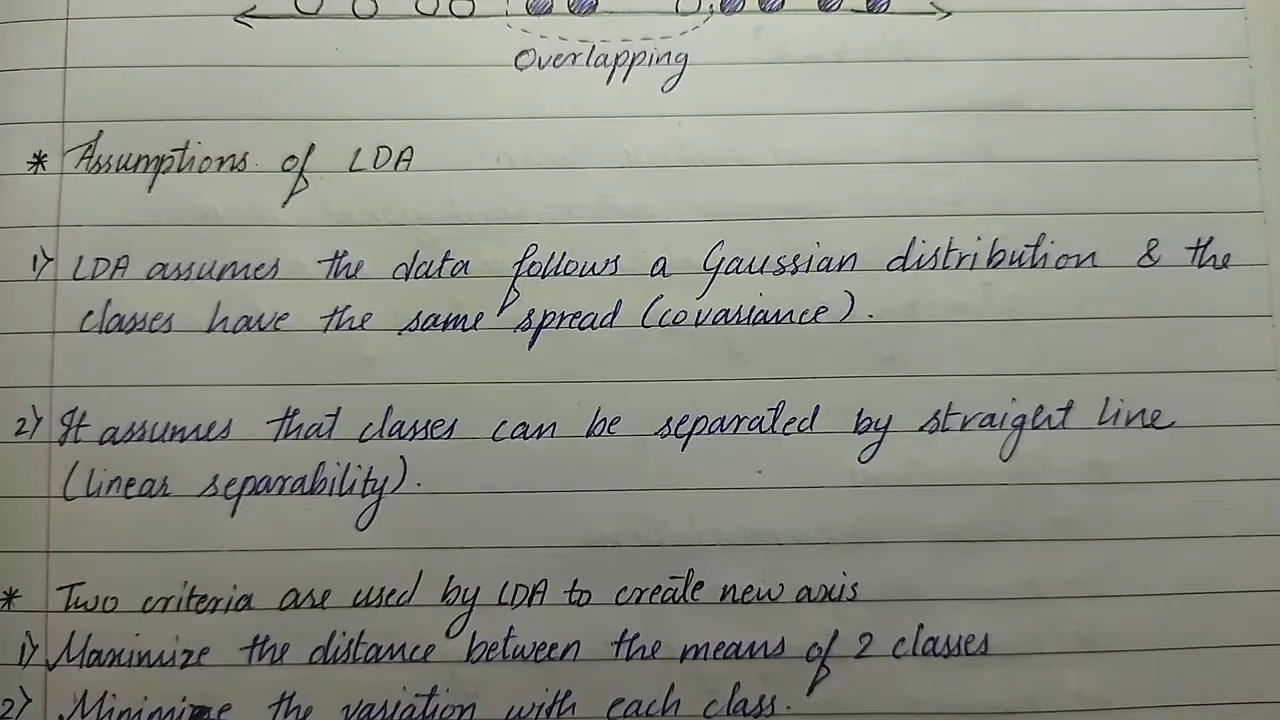 Overlapping
* Assumptions of LDA
1) LDA assumes the data follows a Gaussian distribution & the
classes have the same spread (covariance).
2) It assumes that classes can be separated by straight line
(linear separability).
* Two criteria are used by LDA to create new axis
1) Maximize the distance between the means of 2 classes
2) Minimize the variation with each class.